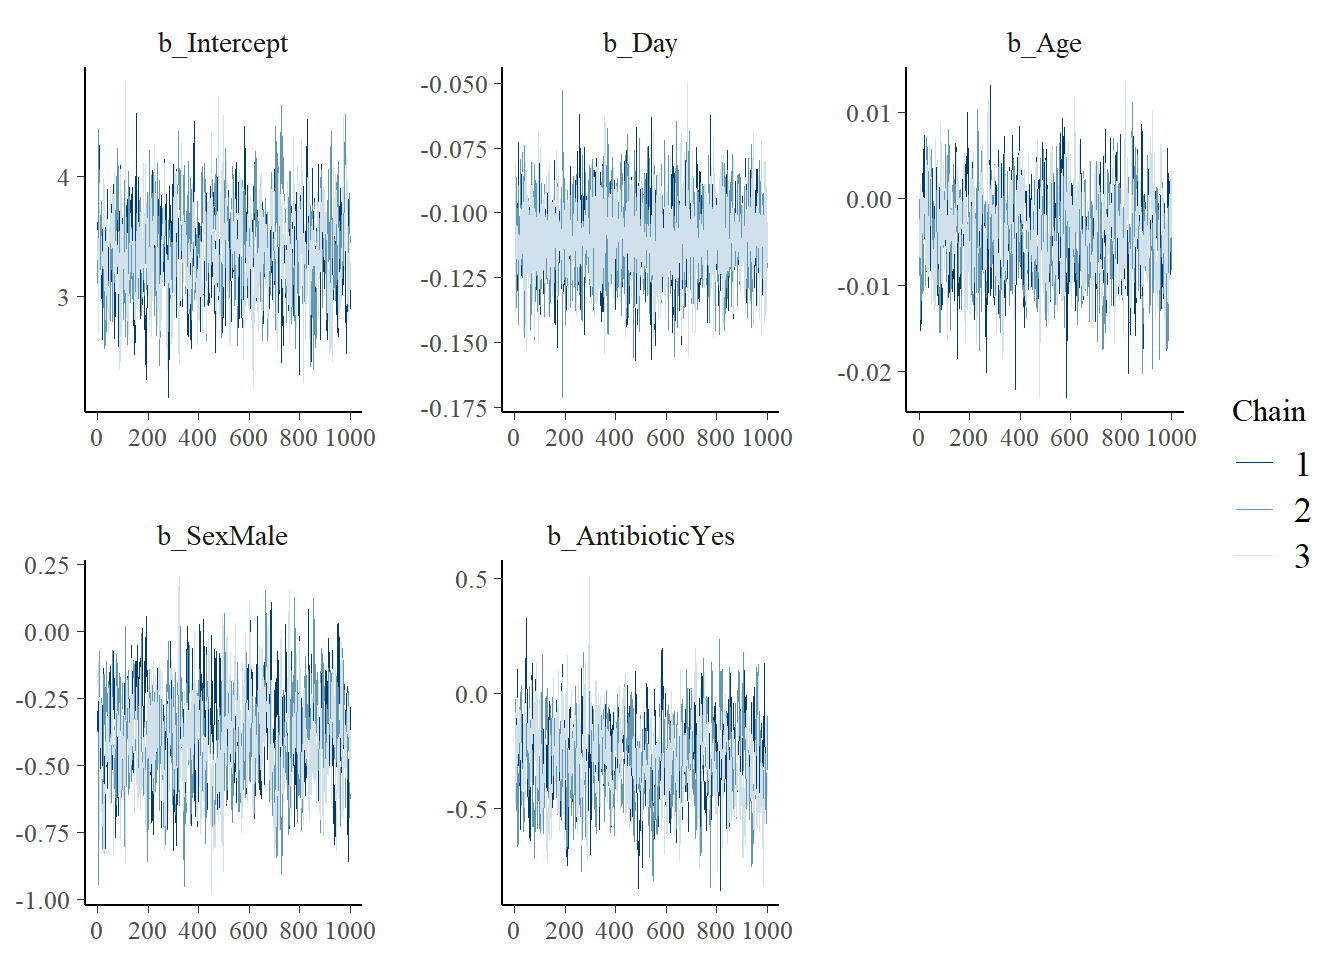 b_Intercept
4
3
0 200 400 600 800 1000
b_Day
-0.050
-0.075
-0.100
-0.125
-0.150
-0.175
0 200 400 600 800 1000
b_Age
0.01
0.00
-0.01
-0.02
0 200 400 600 800 1000
b_SexMale
0.25
0.00
-0.25
-0.50
-0.75
-1.00
0 200 400 600 800 1000
b_AntibioticYes
0.5
0.0
-0.5
0 200 400 600 800 1000
Chain
1
2
3